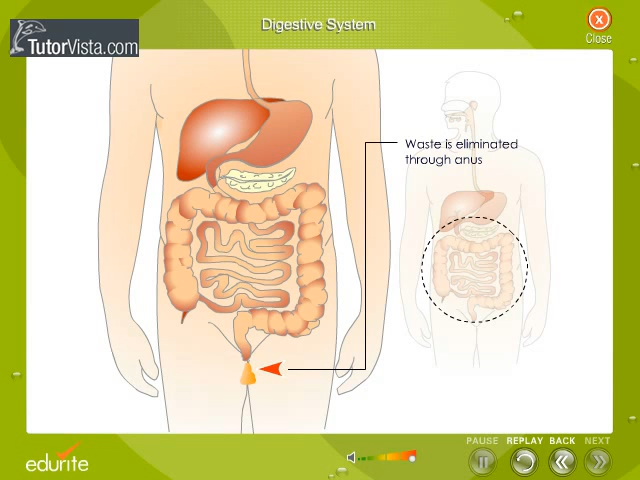 Digestive System
TutorVista.com
Close
Waste is eliminated
through anus
PAUSE REPLAY BACK NEXT
edurite